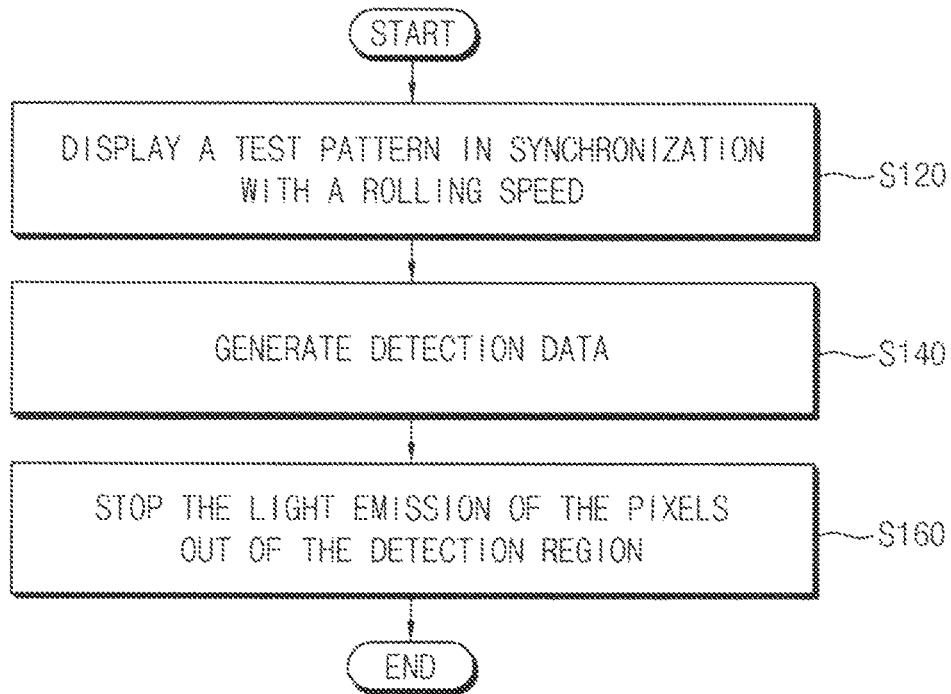 START
DISPLAY A TEST PATTERN IN SYNCHRONIZATION
WITH A ROLLING SPEED
S120
GENERATE DETECTION DATA
S140
STOP THE LIGHT EMISSION OF THE PIXELS
OUT OF THE DETECTION REGION
S160
END